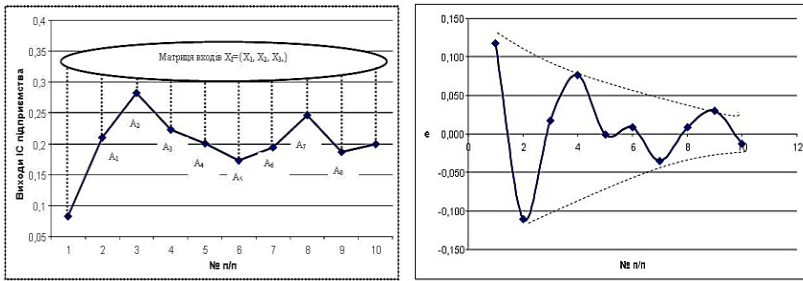 0,4
0,35
0,3
0,25
0,2
0,15
0,1
0,05
Виходи ІС підприємства
Матриця входів Xᵢ={X₁, X₂, X₃,}
A₁
A₂
A₃
A₄
A₅
A₆
A₇
A₈
1 2 3 4 5 6 7 8 9 10
№ п/п
0,150
0,100
0,050
0,000
-0,050
-0,100
-0,150
e
0 2 4 6 8 10 12
№ п/п